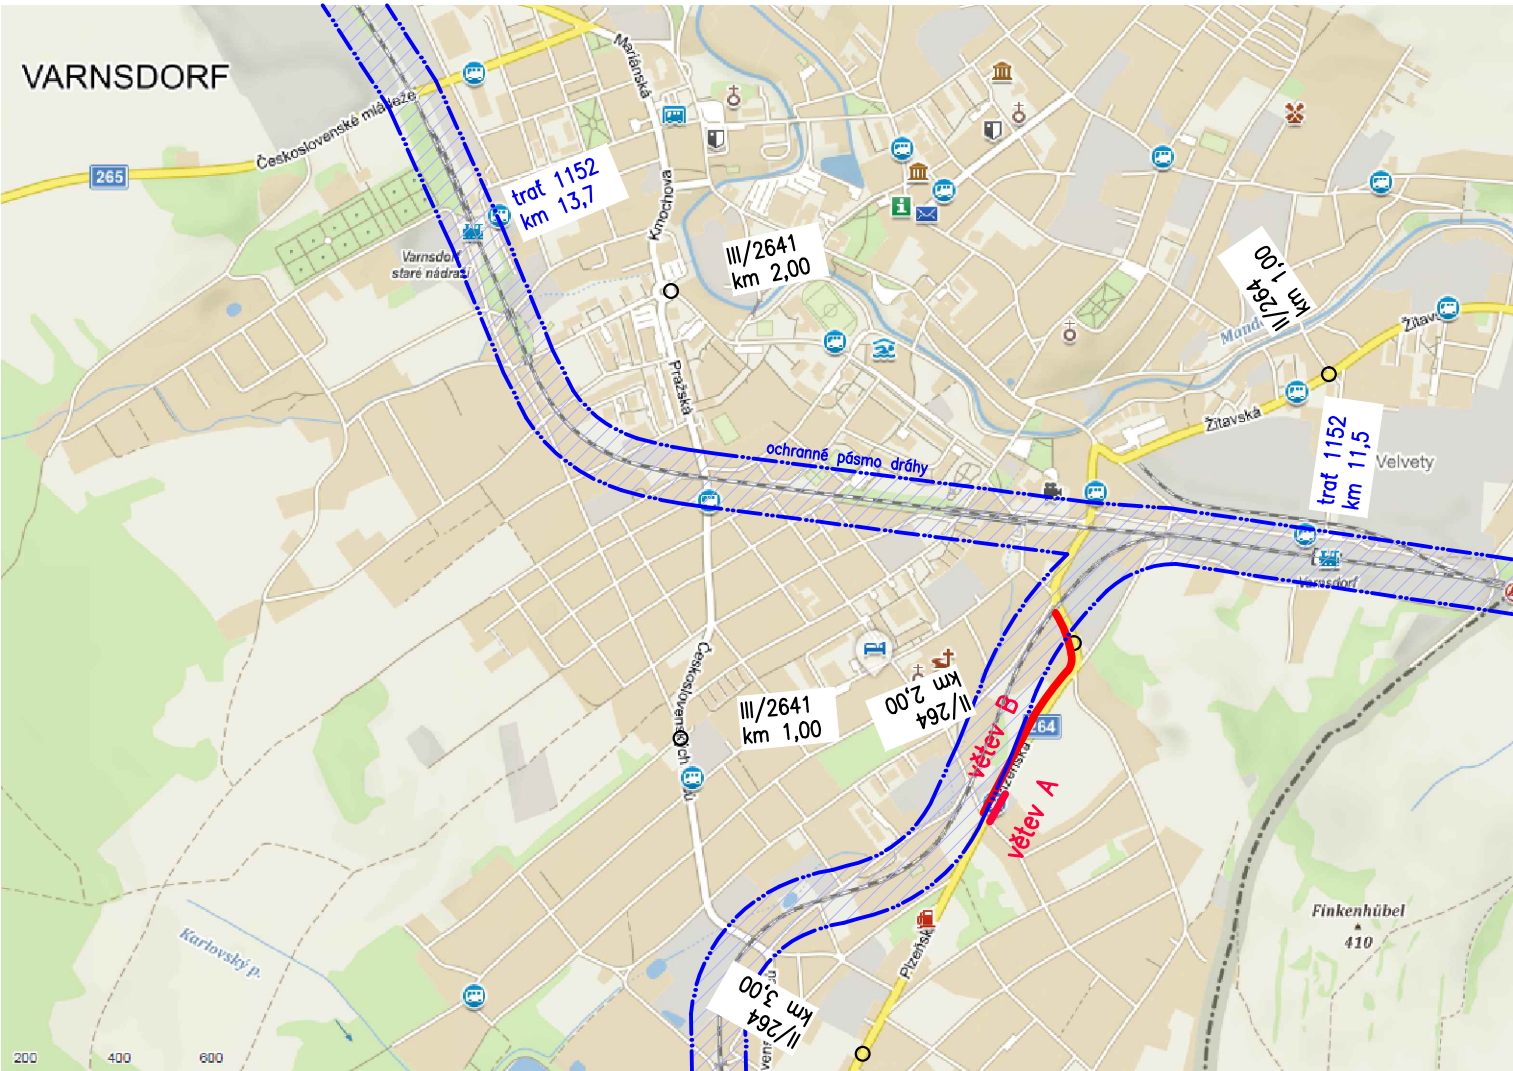 VARNSDORF
Mariánská
Československé mládeže
265
trať 1152
km 13,7
Kmochova
III/2641
km 2,00
Varnsdorf
staré nádraží
II/264
km 1,00
Žitavská
Pražská
ochranné pásmo dráhy
trať 1152
km 11,5
Velvety
Varnsdorf
III/2641
km 1,00
II/264
km 2,00
větev B
264
Plzeňská
větev A
Karlovský p.
Plzeňská
Finkenhübel
410
II/264
km 3,00
200
400
600